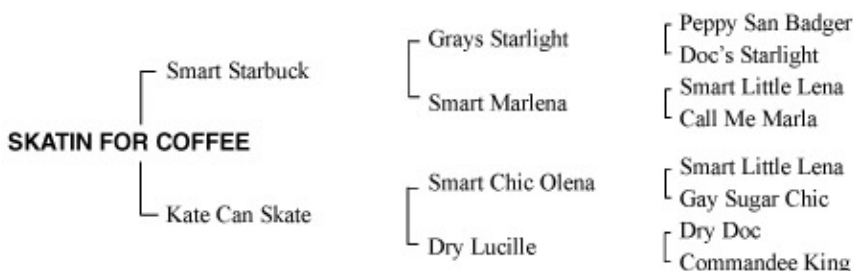 Peppy San Badger
Grays Starlight
Doc's Starlight
Smart Starbuck
Smart Little Lena
Smart Marlena
Call Me Marla
SKATIN FOR COFFEE
Smart Little Lena
Smart Chic Olena
Gay Sugar Chic
Kate Can Skate
Dry Doc
Dry Lucille
Commandee King